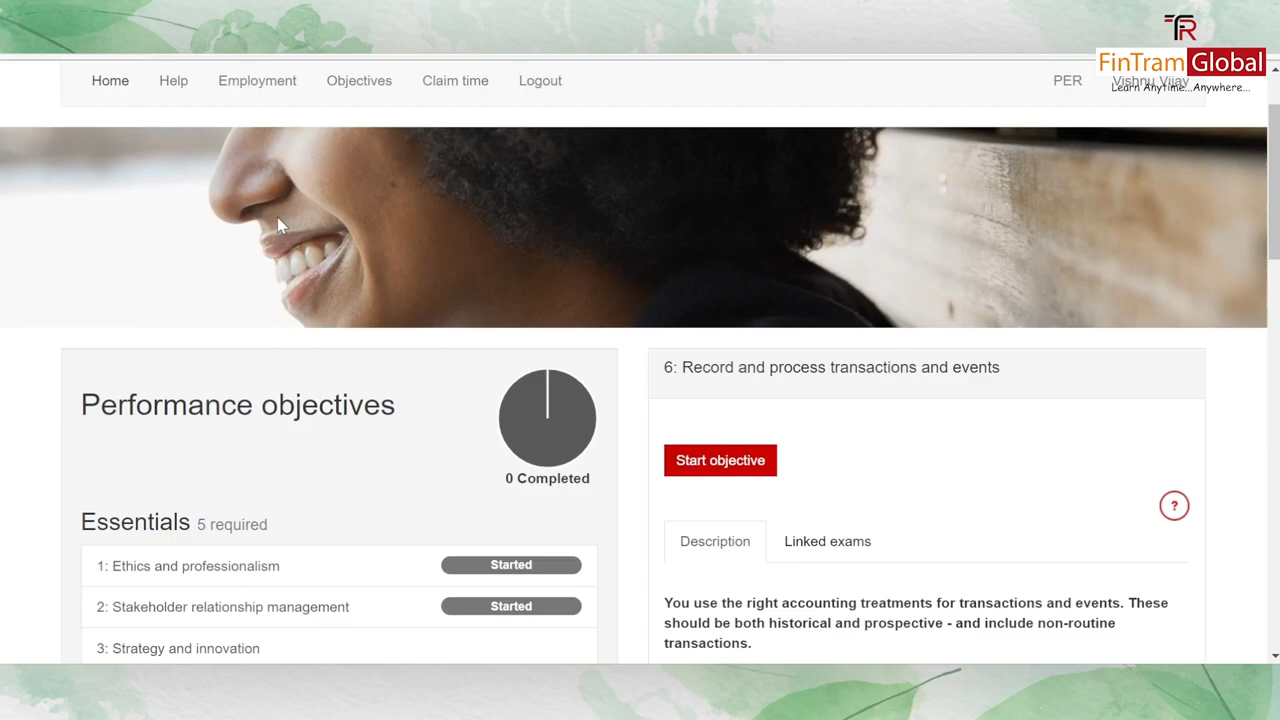 TR
FinTram Global
Learn Anytime...Anywhere...
Home Help Employment Objectives Claim time Logout PER Vishnu Vijay
Performance objectives
0 Completed
Essentials 5 required
1: Ethics and professionalism Started
2: Stakeholder relationship management Started
3: Strategy and innovation
6: Record and process transactions and events
Start objective
?
Description Linked exams
You use the right accounting treatments for transactions and events. These
should be both historical and prospective - and include non-routine
transactions.